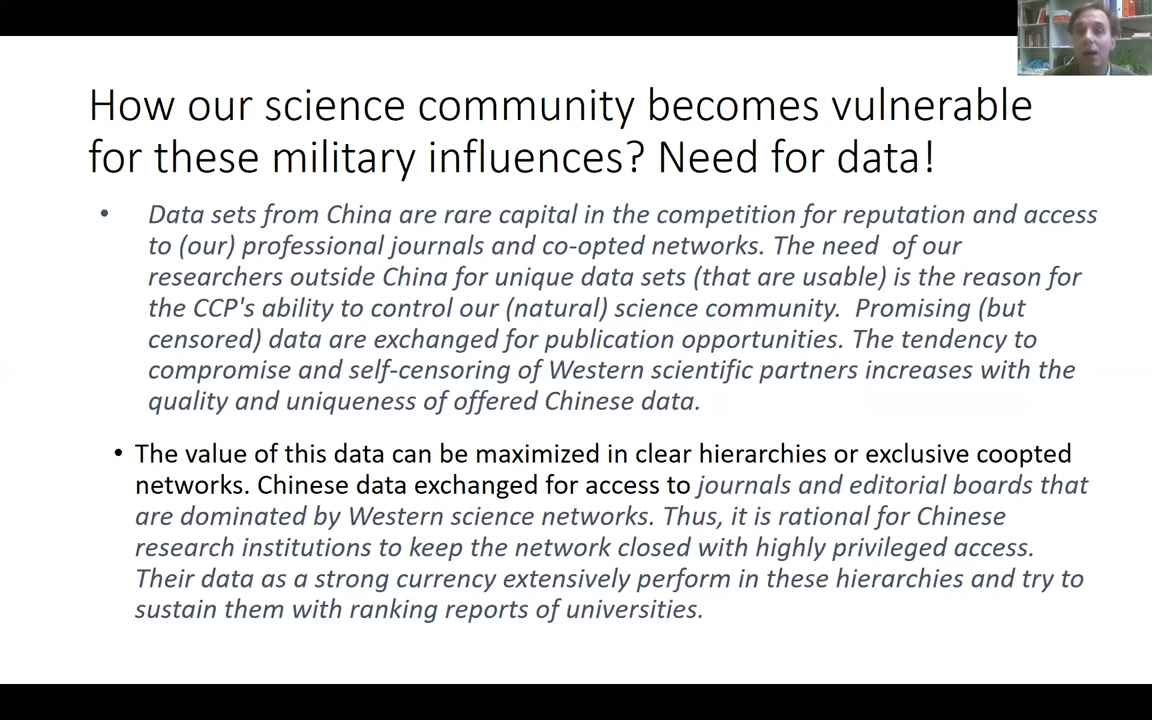 How our science community becomes vulnerable
for these military influences? Need for data!
• Data sets from China are rare capital in the competition for reputation and access
to (our) professional journals and co-opted networks. The need of our
researchers outside China for unique data sets (that are usable) is the reason for
the CCP's ability to control our (natural) science community. Promising (but
censored) data are exchanged for publication opportunities. The tendency to
compromise and self-censoring of Western scientific partners increases with the
quality and uniqueness of offered Chinese data.
• The value of this data can be maximized in clear hierarchies or exclusive coopted
networks. Chinese data exchanged for access to journals and editorial boards that
are dominated by Western science networks. Thus, it is rational for Chinese
research institutions to keep the network closed with highly privileged access.
Their data as a strong currency extensively perform in these hierarchies and try to
sustain them with ranking reports of universities.